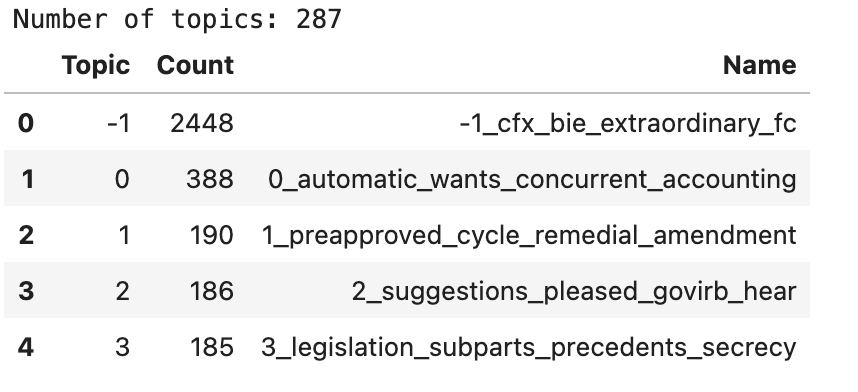 Number of topics: 287
Topic Count Name
0 -1 2448 -1_cfx_bie_extraordinary_fc
1 0 388 0_automatic_wants_concurrent_accounting
2 1 190 1_preapproved_cycle_remedial_amendment
3 2 186 2_suggestions_pleased_govirb_hear
4 3 185 3_legislation_subparts_precedents_secrecy